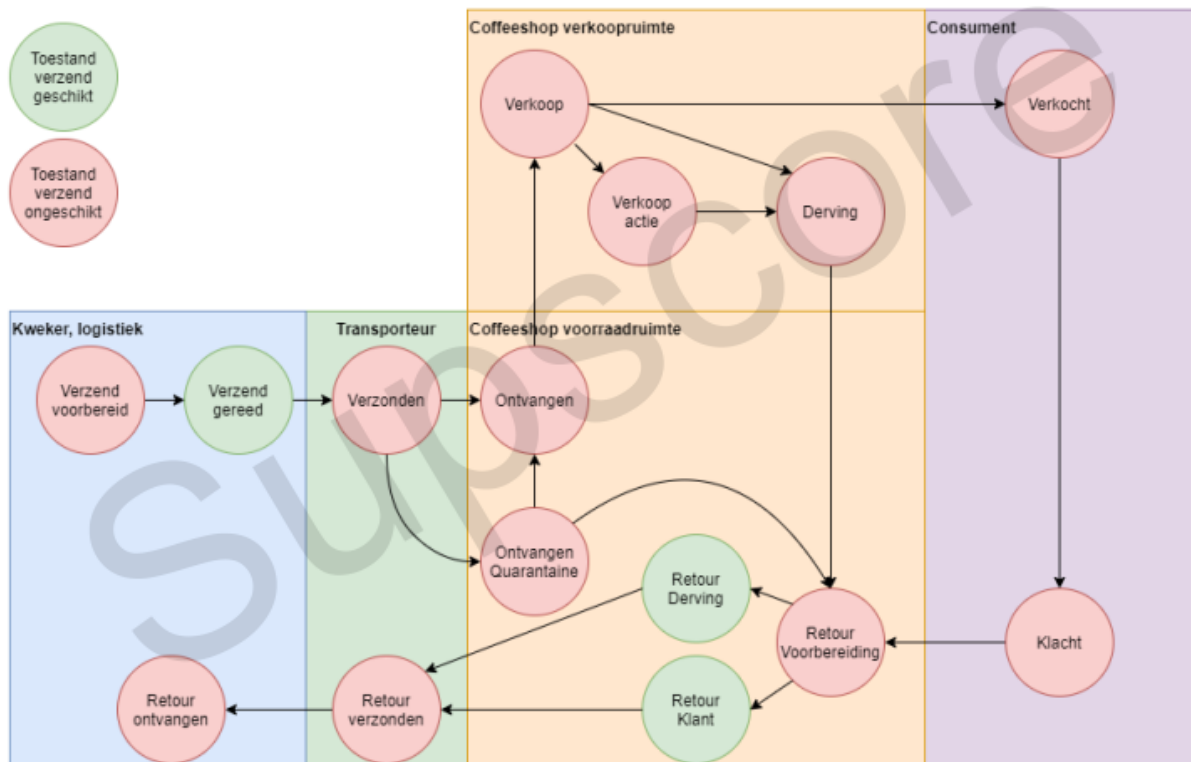 Coffeeshop verkoopruimte
Consument
Toestand
verzend
geschikt
Toestand
verzend
ongeschikt
Verkoop
Verkocht
Verkoop
actie
Derving
Kweker, logistiek
Transporteur
Coffeeshop voorraadruimte
Verzend
voorbereid
Verzend
gereed
Verzonden
Ontvangen
Ontvangen
Quarantaine
Retour
Derving
Retour
Voorbereiding
Klacht
Retour
ontvangen
Retour
verzonden
Retour
Klant
Supscore